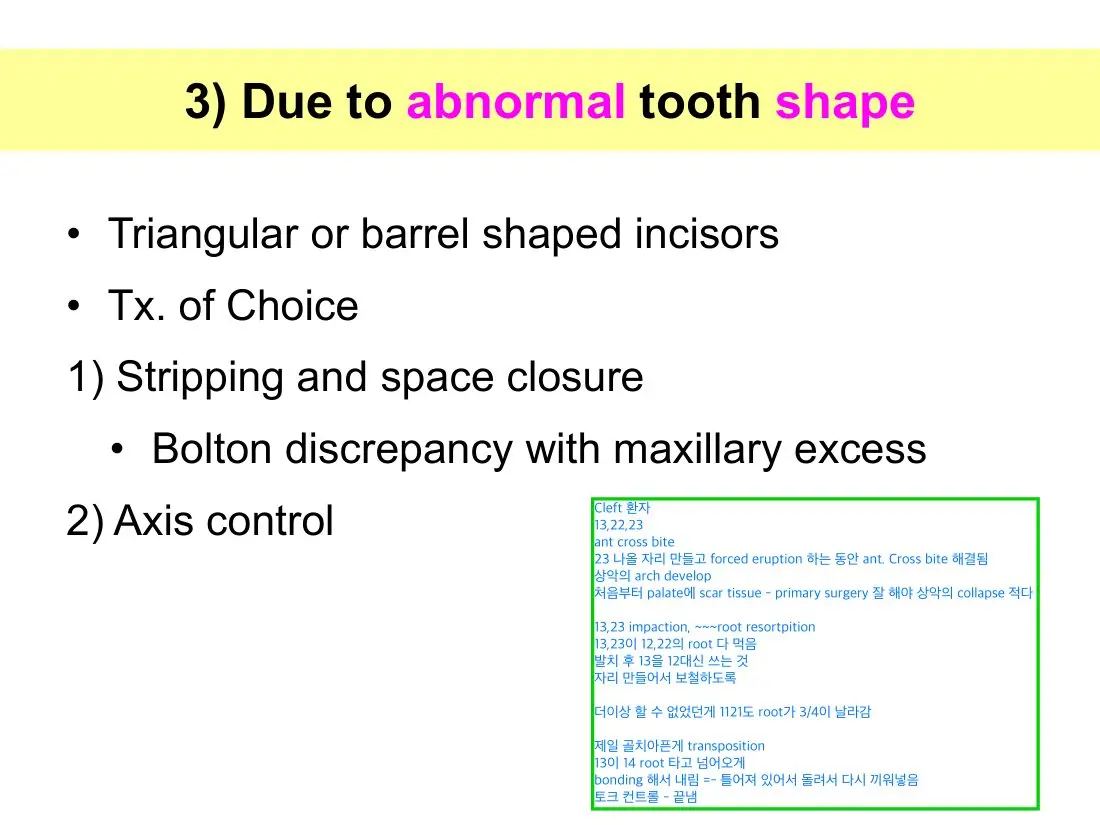 3) Due to abnormal tooth shape
• Triangular or barrel shaped incisors
• Tx. of Choice
1) Stripping and space closure
• Bolton discrepancy with maxillary excess
2) Axis control
Cleft 환자
13,22,23
ant cross bite
23 나올 자리 만들고 forced eruption 하는 동안 ant. Cross bite 해결됨
상악의 arch develop
처음부터 palate에 scar tissue - primary surgery 잘 해야 상악의 collapse 적다
13,23 impaction, ~~~root resortpition
13,23이 12,22의 root 다 먹음
발치 후 13을 12대신 쓰는 것
자리 만들어서 보철하도록
더이상 할 수 없었던게 1121도 root가 3/4이 날라감
제일 골치아픈게 transposition
13이 14 root 타고 넘어오게
bonding 해서 내림 =- 틀어져 있어서 돌려서 다시 끼워넣음
토크 컨트롤 - 끝냄